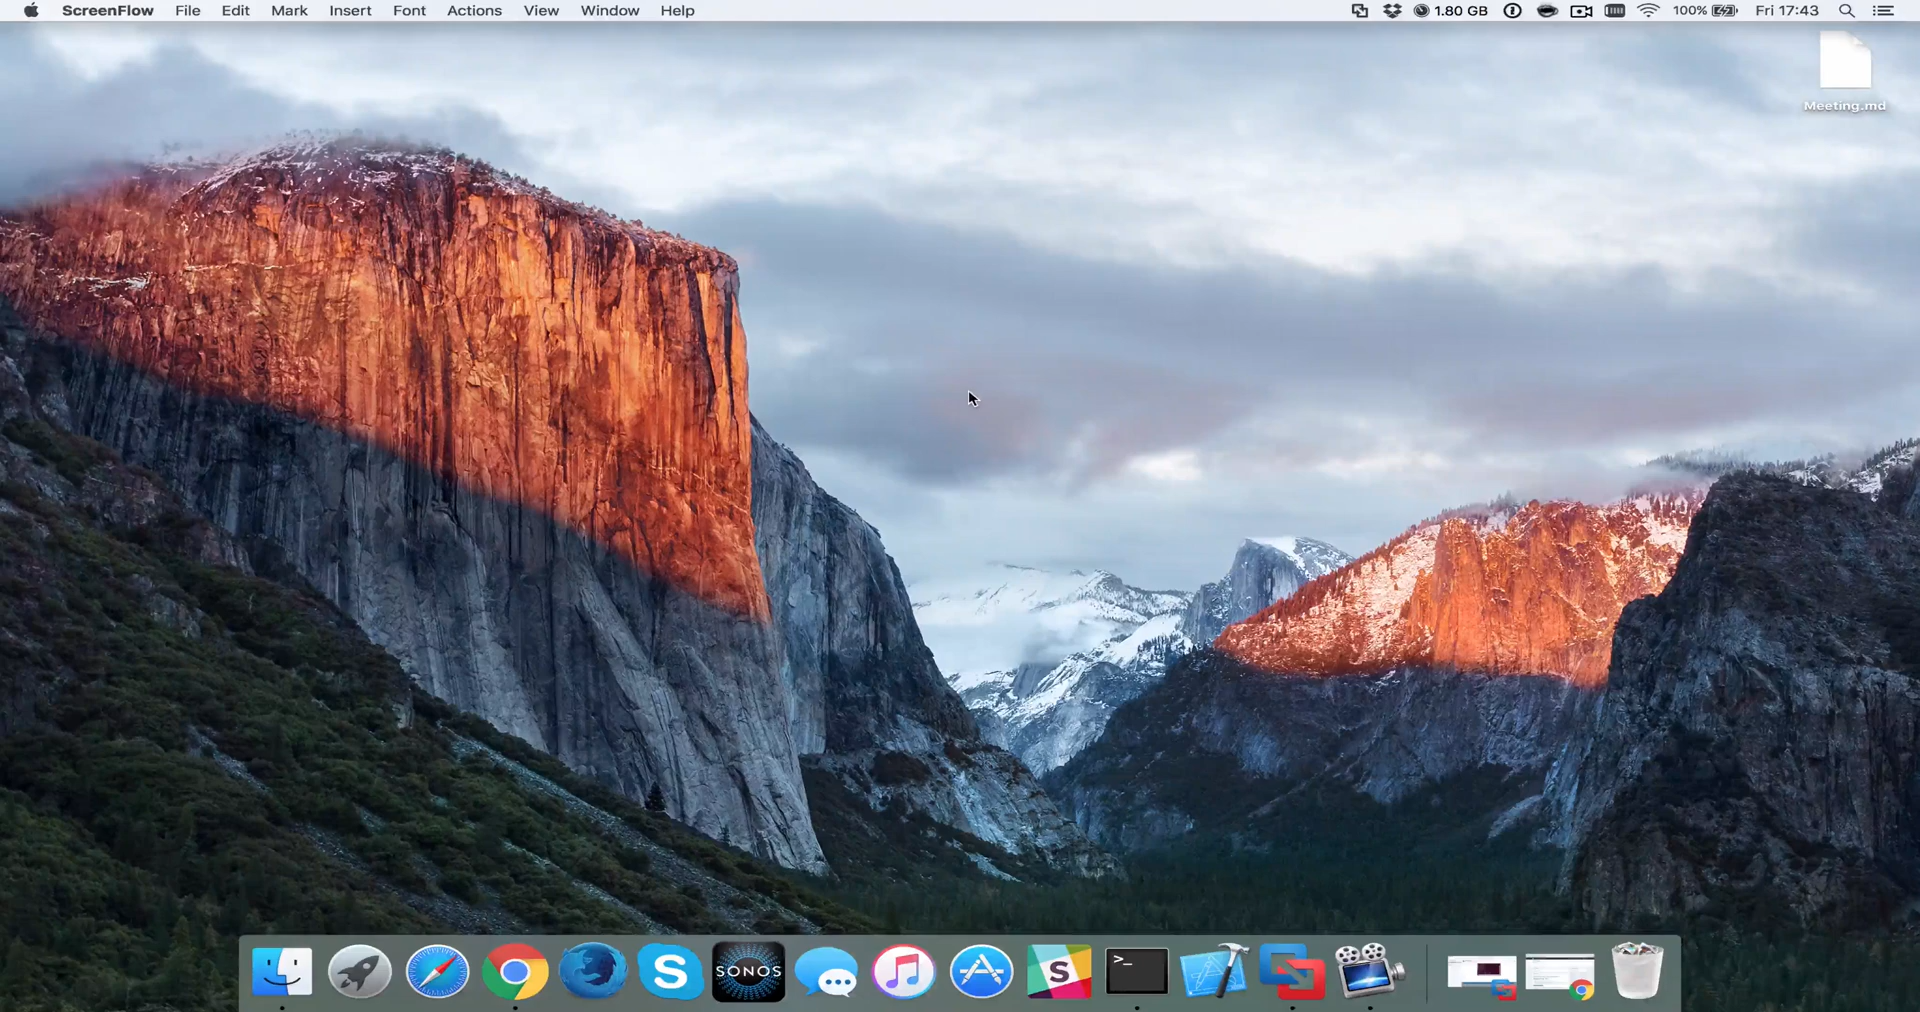 ScreenFlow File Edit Mark Insert Font Actions View Window Help 1.80 GB 100% Fri 17:43
Meeting.md
S SONOS S >_